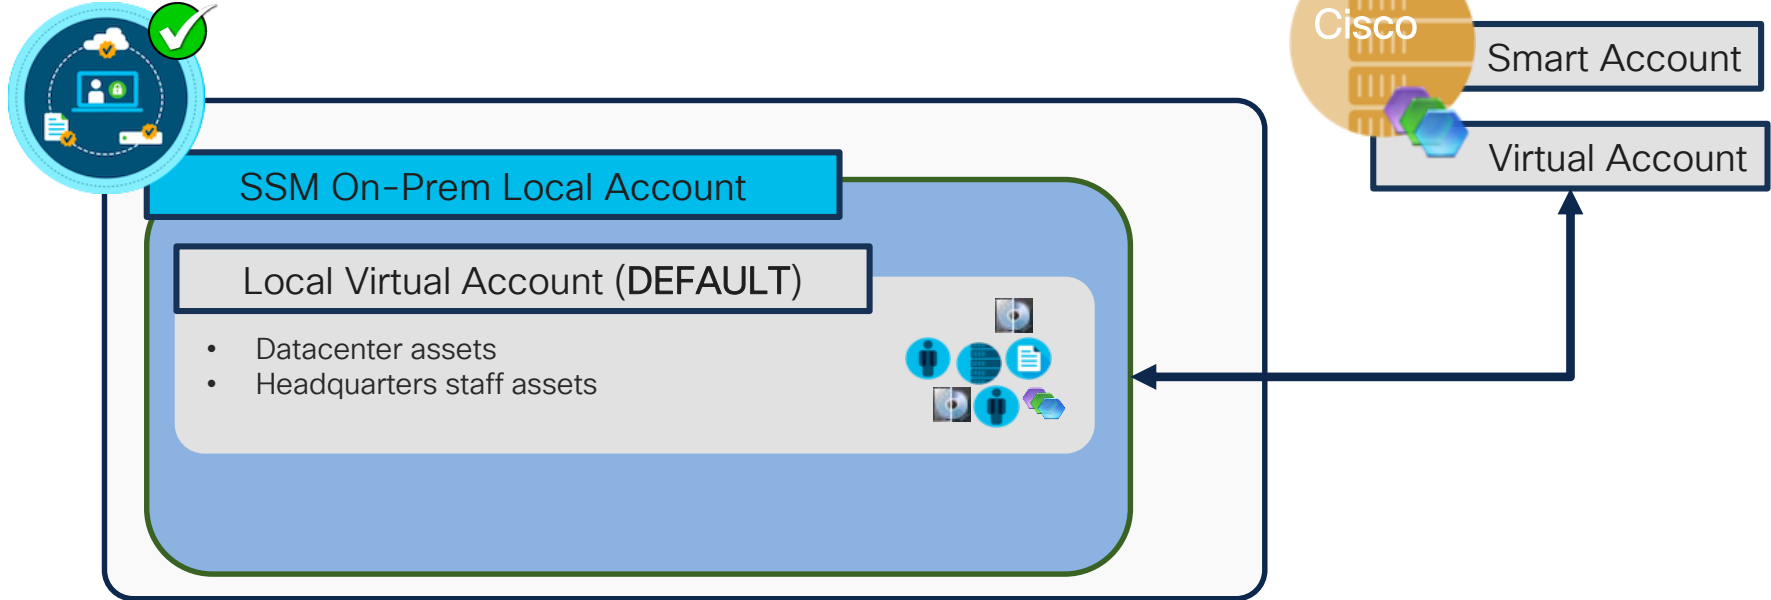 Cisco
Smart Account
Virtual Account
SSM On-Prem Local Account
Local Virtual Account (DEFAULT)
• Datacenter assets
• Headquarters staff assets